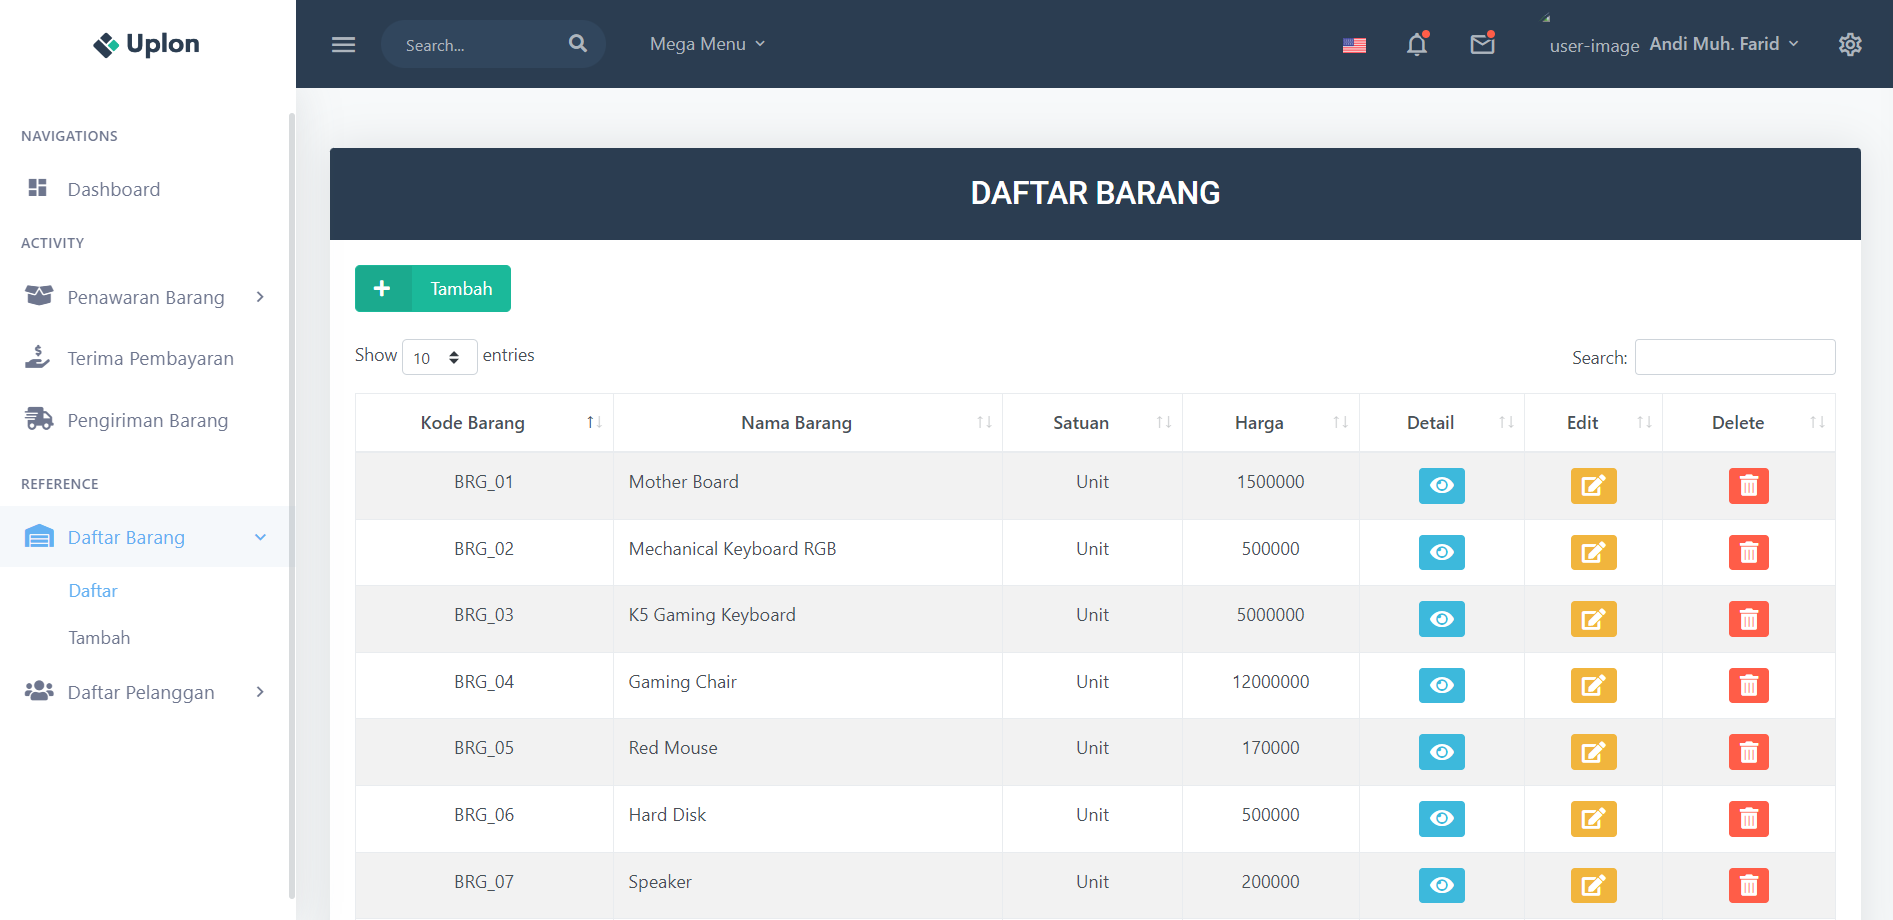 Uplon
Search...
Mega Menu
user-image
Andi Muh. Farid
NAVIGATIONS
Dashboard
ACTIVITY
Penawaran Barang
Terima Pembayaran
Pengiriman Barang
REFERENCE
Daftar Barang
Daftar
Tambah
Daftar Pelanggan
DAFTAR BARANG
Tambah
Show 10 entries
Search:
Kode Barang Nama Barang Satuan Harga Detail Edit Delete
BRG_01 Mother Board Unit 1500000
BRG_02 Mechanical Keyboard RGB Unit 500000
BRG_03 K5 Gaming Keyboard Unit 5000000
BRG_04 Gaming Chair Unit 12000000
BRG_05 Red Mouse Unit 170000
BRG_06 Hard Disk Unit 500000
BRG_07 Speaker Unit 200000